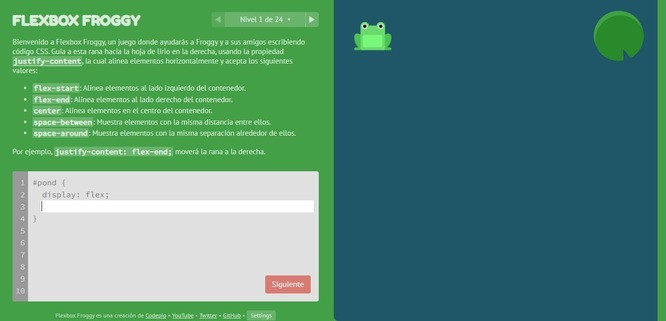 FLEXBOX FROGGY
Nivel 1 de 24
Bienvenido a Flexbox Froggy, un juego donde ayudarás a Froggy y a sus amigos escribiendo
código CSS. Guía a esta rana hacia la hoja de lirio en la derecha, usando la propiedad
justify-content, la cual alinea elementos horizontalmente y acepta los siguientes
valores:
• flex-start: Alinea elementos al lado izquierdo del contenedor.
• flex-end: Alinea elementos al lado derecho del contenedor.
• center: Alinea elementos en el centro del contenedor.
• space-between: Muestra elementos con la misma distancia entre ellos.
• space-around: Muestra elementos con la misma separación alrededor de ellos.
Por ejemplo, justify-content: flex-end; moverá la rana a la derecha.
1 #pond {
2 display: flex;
3
4 }
5
6
7
8
9
10
Siguiente
Flexbox Froggy es una creación de Codepip • YouTube • Twitter • GitHub • Settings